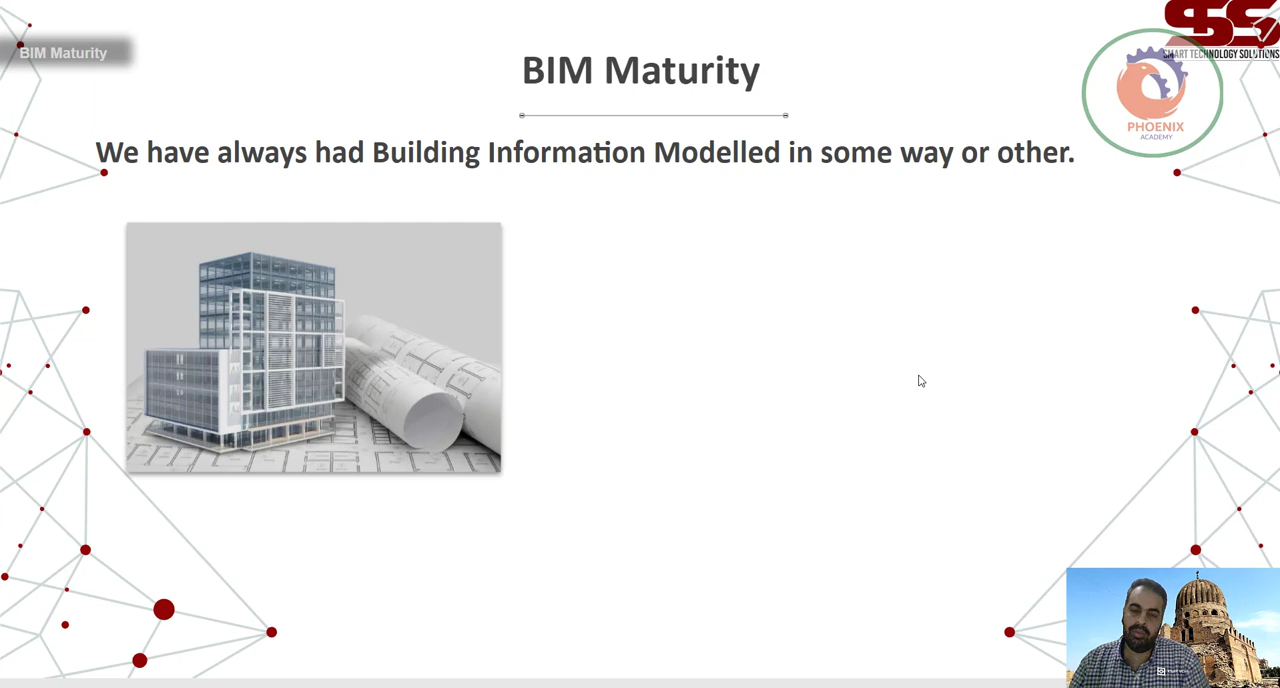 BIM Maturity
BIM Maturity
SMART TECHNOLOGY SOLUTIONS
PHOENIX
ACADEMY
We have always had Building Information Modelled in some way or other.